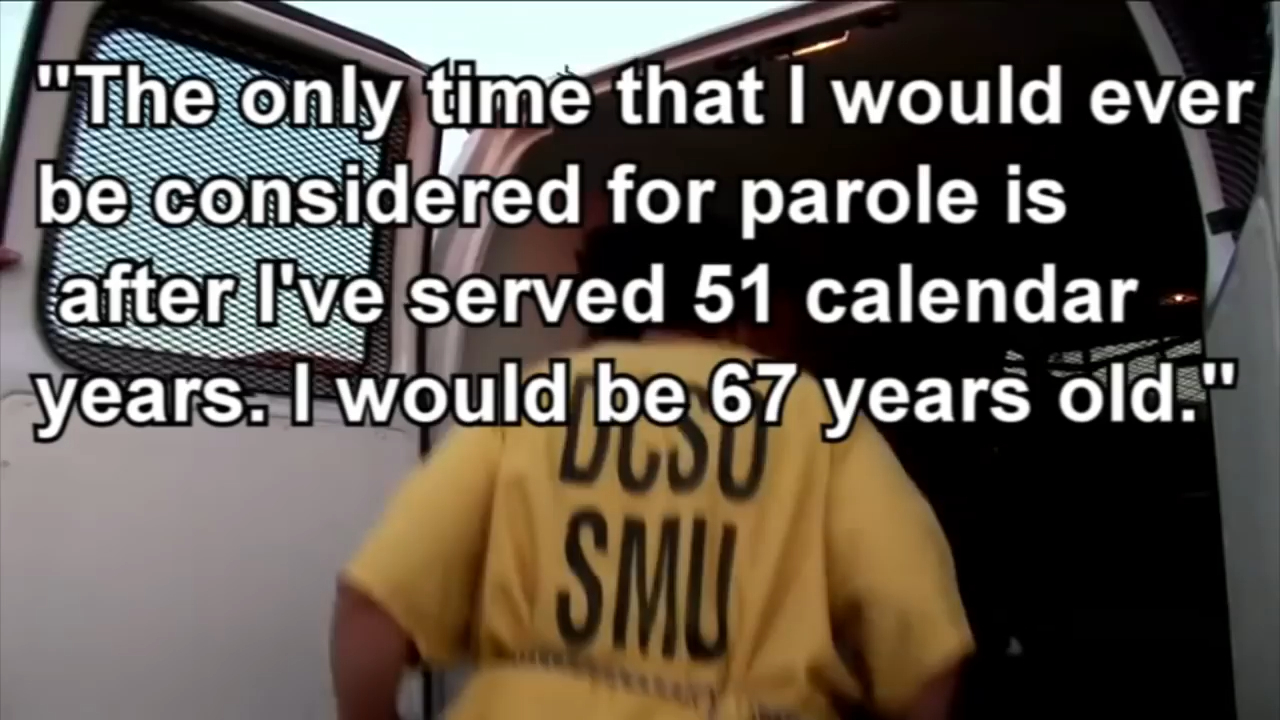 "The only time that I would ever
be considered for parole is
after I've served 51 calendar
years. I would be 67 years old."
DCSO
SMU